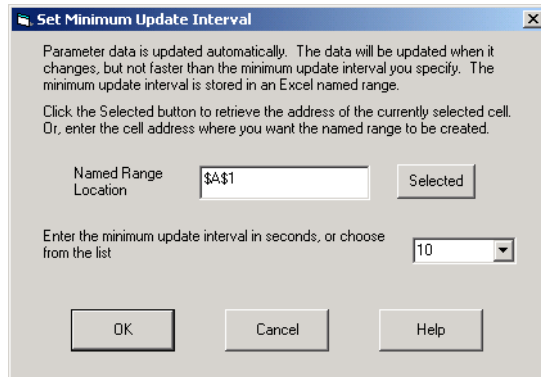 Set Minimum Update Interval
Parameter data is updated automatically. The data will be updated when it
changes, but not faster than the minimum update interval you specify. The
minimum update interval is stored in an Excel named range.
Click the Selected button to retrieve the address of the currently selected cell.
Or, enter the cell address where you want the named range to be created.
Named Range
Location
$A$1
Selected
Enter the minimum update interval in seconds, or choose
from the list
10
OK
Cancel
Help